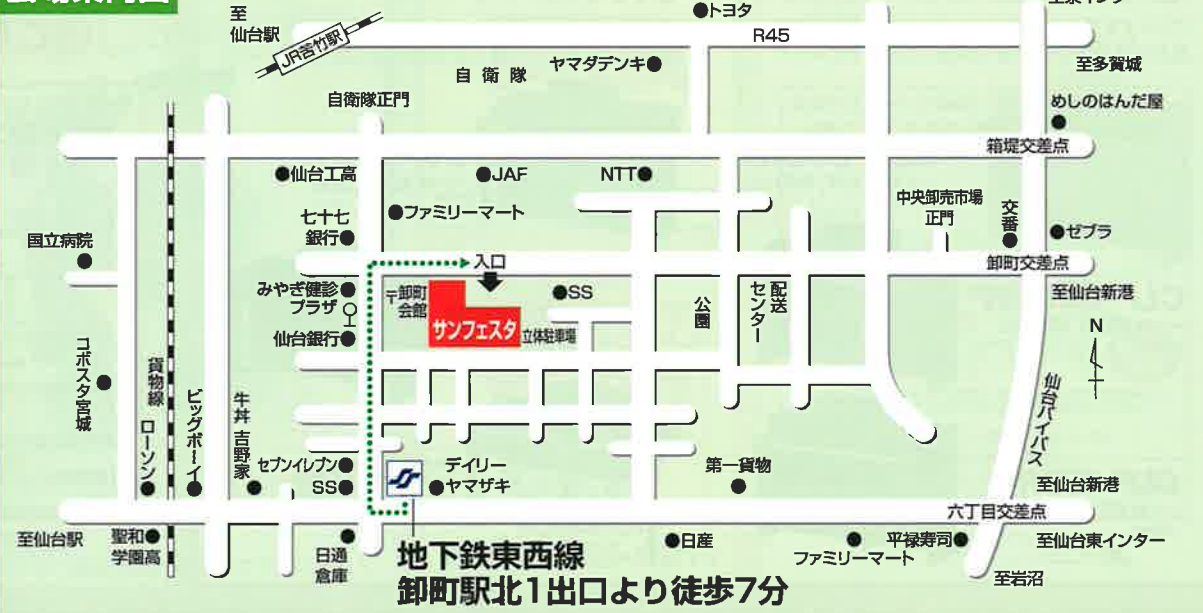 至
仙台駅
JR苦竹駅
トヨタ
R45
ヤマダデンキ
自衛隊
至多賀城
自衛隊正門
めしのはんだ屋
箱堤交差点
仙台工高
JAF
NTT
中央卸売市場
正門
交番
七十七
銀行
ファミリーマート
国立病院
ゼブラ
入口
卸町交差点
みやぎ健診
プラザ
〒卸町
会館
SS
公園
配送
センター
至仙台新港
サンフェスタ
立体駐車場
仙台銀行
N
コボスタ宮城
貨物線
ローソン
ビッグボーイ
牛丼 吉野家
仙台バイパス
セブンイレブン
SS
デイリー
ヤマザキ
第一貨物
至仙台新港
六丁目交差点
至仙台駅
聖和
学園高
日通
倉庫
日産
ファミリーマート
平禄寿司
至仙台東インター
至岩沼
地下鉄東西線
卸町駅北1出口より徒歩7分